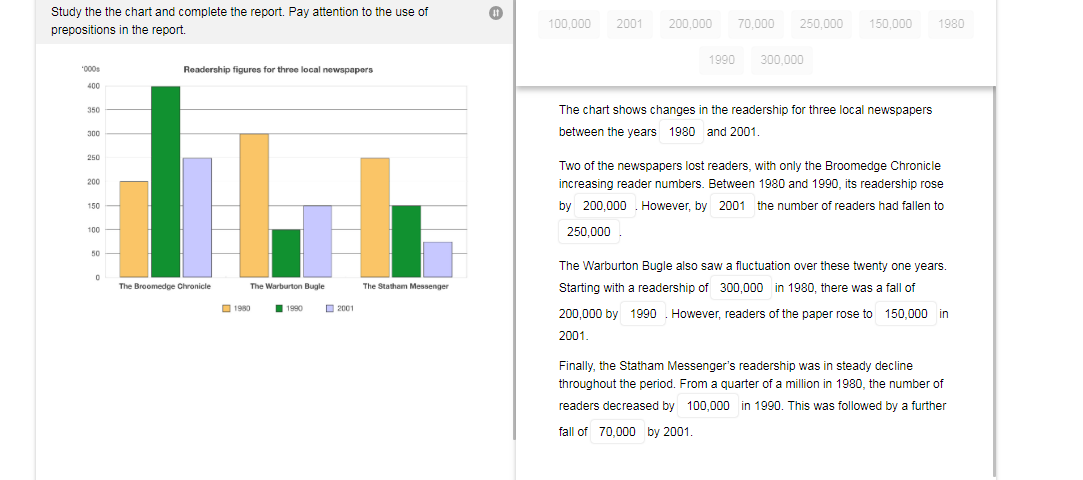 Study the the chart and complete the report. Pay attention to the use of
prepositions in the report.
100,000 2001 200,000 70,000 250,000 150,000 1980
1990 300,000
'000s
Readership figures for three local newspapers
400
350
300
250
200
150
100
50
0
The Broomedge Chronicle The Warburton Bugle The Statham Messenger
1980 1990 2001
The chart shows changes in the readership for three local newspapers
between the years 1980 and 2001.
Two of the newspapers lost readers, with only the Broomedge Chronicle
increasing reader numbers. Between 1980 and 1990, its readership rose
by 200,000 . However, by 2001 the number of readers had fallen to
250,000 .
The Warburton Bugle also saw a fluctuation over these twenty one years.
Starting with a readership of 300,000 in 1980, there was a fall of
200,000 by 1990 . However, readers of the paper rose to 150,000 in
2001.
Finally, the Statham Messenger's readership was in steady decline
throughout the period. From a quarter of a million in 1980, the number of
readers decreased by 100,000 in 1990. This was followed by a further
fall of 70,000 by 2001.